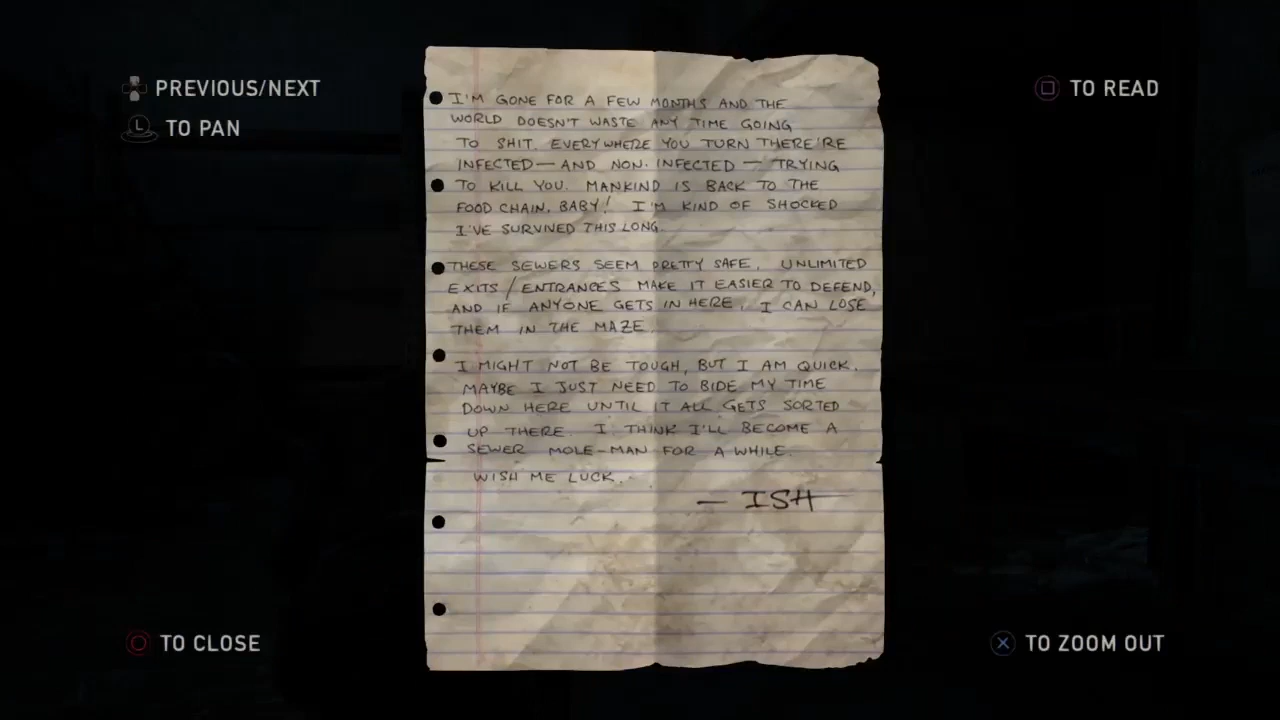 PREVIOUS/NEXT
L TO PAN
TO READ
I'M GONE FOR A FEW MONTHS AND THE
WORLD DOESN'T WASTE ANY TIME GOING
TO SHIT. EVERYWHERE YOU TURN THERE'RE
INFECTED — AND NON-INFECTED — TRYING
TO KILL YOU. MANKIND IS BACK TO THE
FOOD CHAIN, BABY! I'M KIND OF SHOCKED
I'VE SURVIVED THIS LONG.
THESE SEWERS SEEM PRETTY SAFE. UNLIMITED
EXITS/ENTRANCES MAKE IT EASIER TO DEFEND,
AND IF ANYONE GETS IN HERE, I CAN LOSE
THEM IN THE MAZE.
I MIGHT NOT BE TOUGH, BUT I AM QUICK.
MAYBE I JUST NEED TO BIDE MY TIME
DOWN HERE UNTIL IT ALL GETS SORTED
UP THERE. I THINK I'LL BECOME A
SEWER MOLE-MAN FOR A WHILE.
WISH ME LUCK.
— ISH
TO CLOSE
TO ZOOM OUT